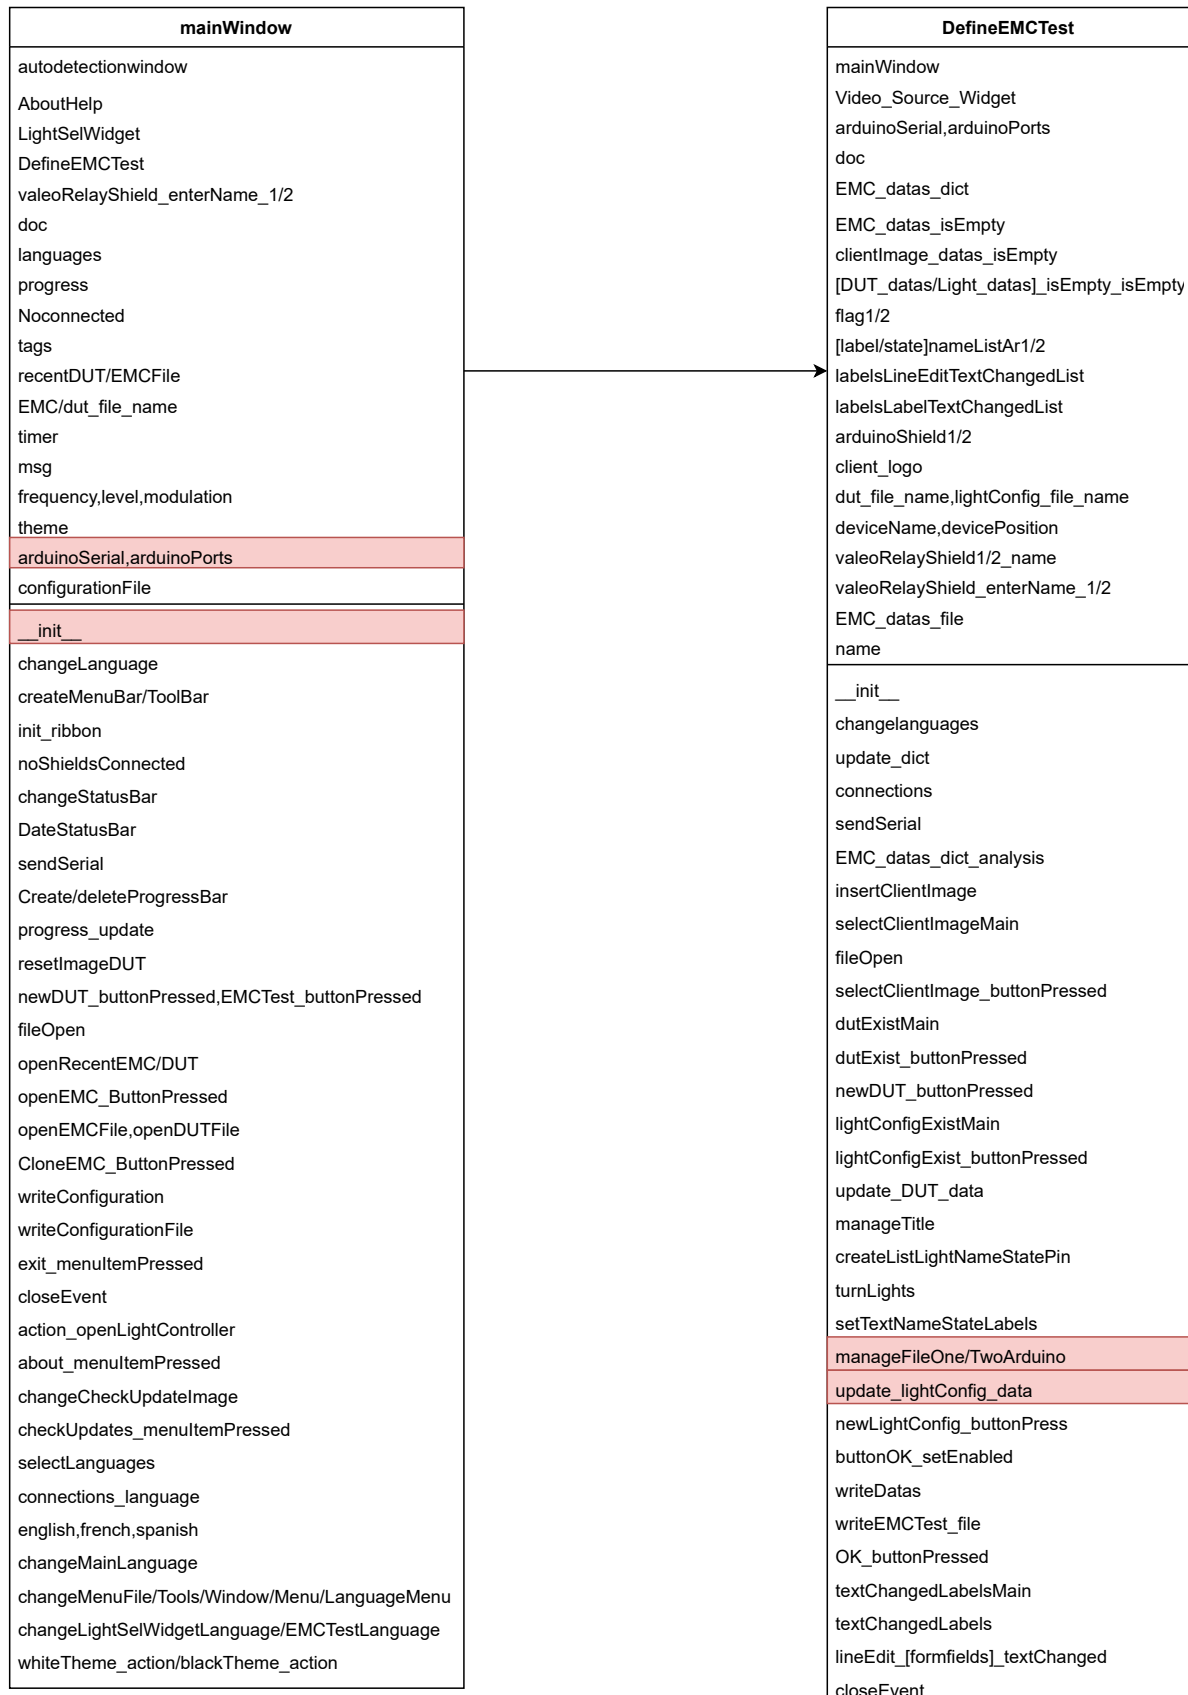 mainWindow
autodetectionwindow
AboutHelp
LightSelWidget
DefineEMCTest
valeoRelayShield_enterName_1/2
doc
languages
progress
Noconnected
tags
recentDUT/EMCFile
EMC/dut_file_name
timer
msg
frequency,level,modulation
theme
arduinoSerial,arduinoPorts
configurationFile
__init__
changeLanguage
createMenuBar/ToolBar
init_ribbon
noShieldsConnected
changeStatusBar
DateStatusBar
sendSerial
Create/deleteProgressBar
progress_update
resetImageDUT
newDUT_buttonPressed,EMCTest_buttonPressed
fileOpen
openRecentEMC/DUT
openEMC_ButtonPressed
openEMCFile,openDUTFile
CloneEMC_ButtonPressed
writeConfiguration
writeConfigurationFile
exit_menuItemPressed
closeEvent
action_openLightController
about_menuItemPressed
changeCheckUpdateImage
checkUpdates_menuItemPressed
selectLanguages
connections_language
english,french,spanish
changeMainLanguage
changeMenuFile/Tools/Window/Menu/LanguageMenu
changeLightSelWidgetLanguage/EMCTestLanguage
whiteTheme_action/blackTheme_action
DefineEMCTest
mainWindow
Video_Source_Widget
arduinoSerial,arduinoPorts
doc
EMC_datas_dict
EMC_datas_isEmpty
clientImage_datas_isEmpty
[DUT_datas/Light_datas]_isEmpty_isEmpty
flag1/2
[label/state]nameListAr1/2
labelsLineEditTextChangedList
labelsLabelTextChangedList
arduinoShield1/2
client_logo
dut_file_name,lightConfig_file_name
deviceName,devicePosition
valeoRelayShield1/2_name
valeoRelayShield_enterName_1/2
EMC_datas_file
name
__init__
changelanguages
update_dict
connections
sendSerial
EMC_datas_dict_analysis
insertClientImage
selectClientImageMain
fileOpen
selectClientImage_buttonPressed
dutExistMain
dutExist_buttonPressed
newDUT_buttonPressed
lightConfigExistMain
lightConfigExist_buttonPressed
update_DUT_data
manageTitle
createListLightNameStatePin
turnLights
setTextNameStateLabels
manageFileOne/TwoArduino
update_lightConfig_data
newLightConfig_buttonPress
buttonOK_setEnabled
writeDatas
writeEMCTest_file
OK_buttonPressed
textChangedLabelsMain
textChangedLabels
lineEdit_[formfields]_textChanged
closeEvent